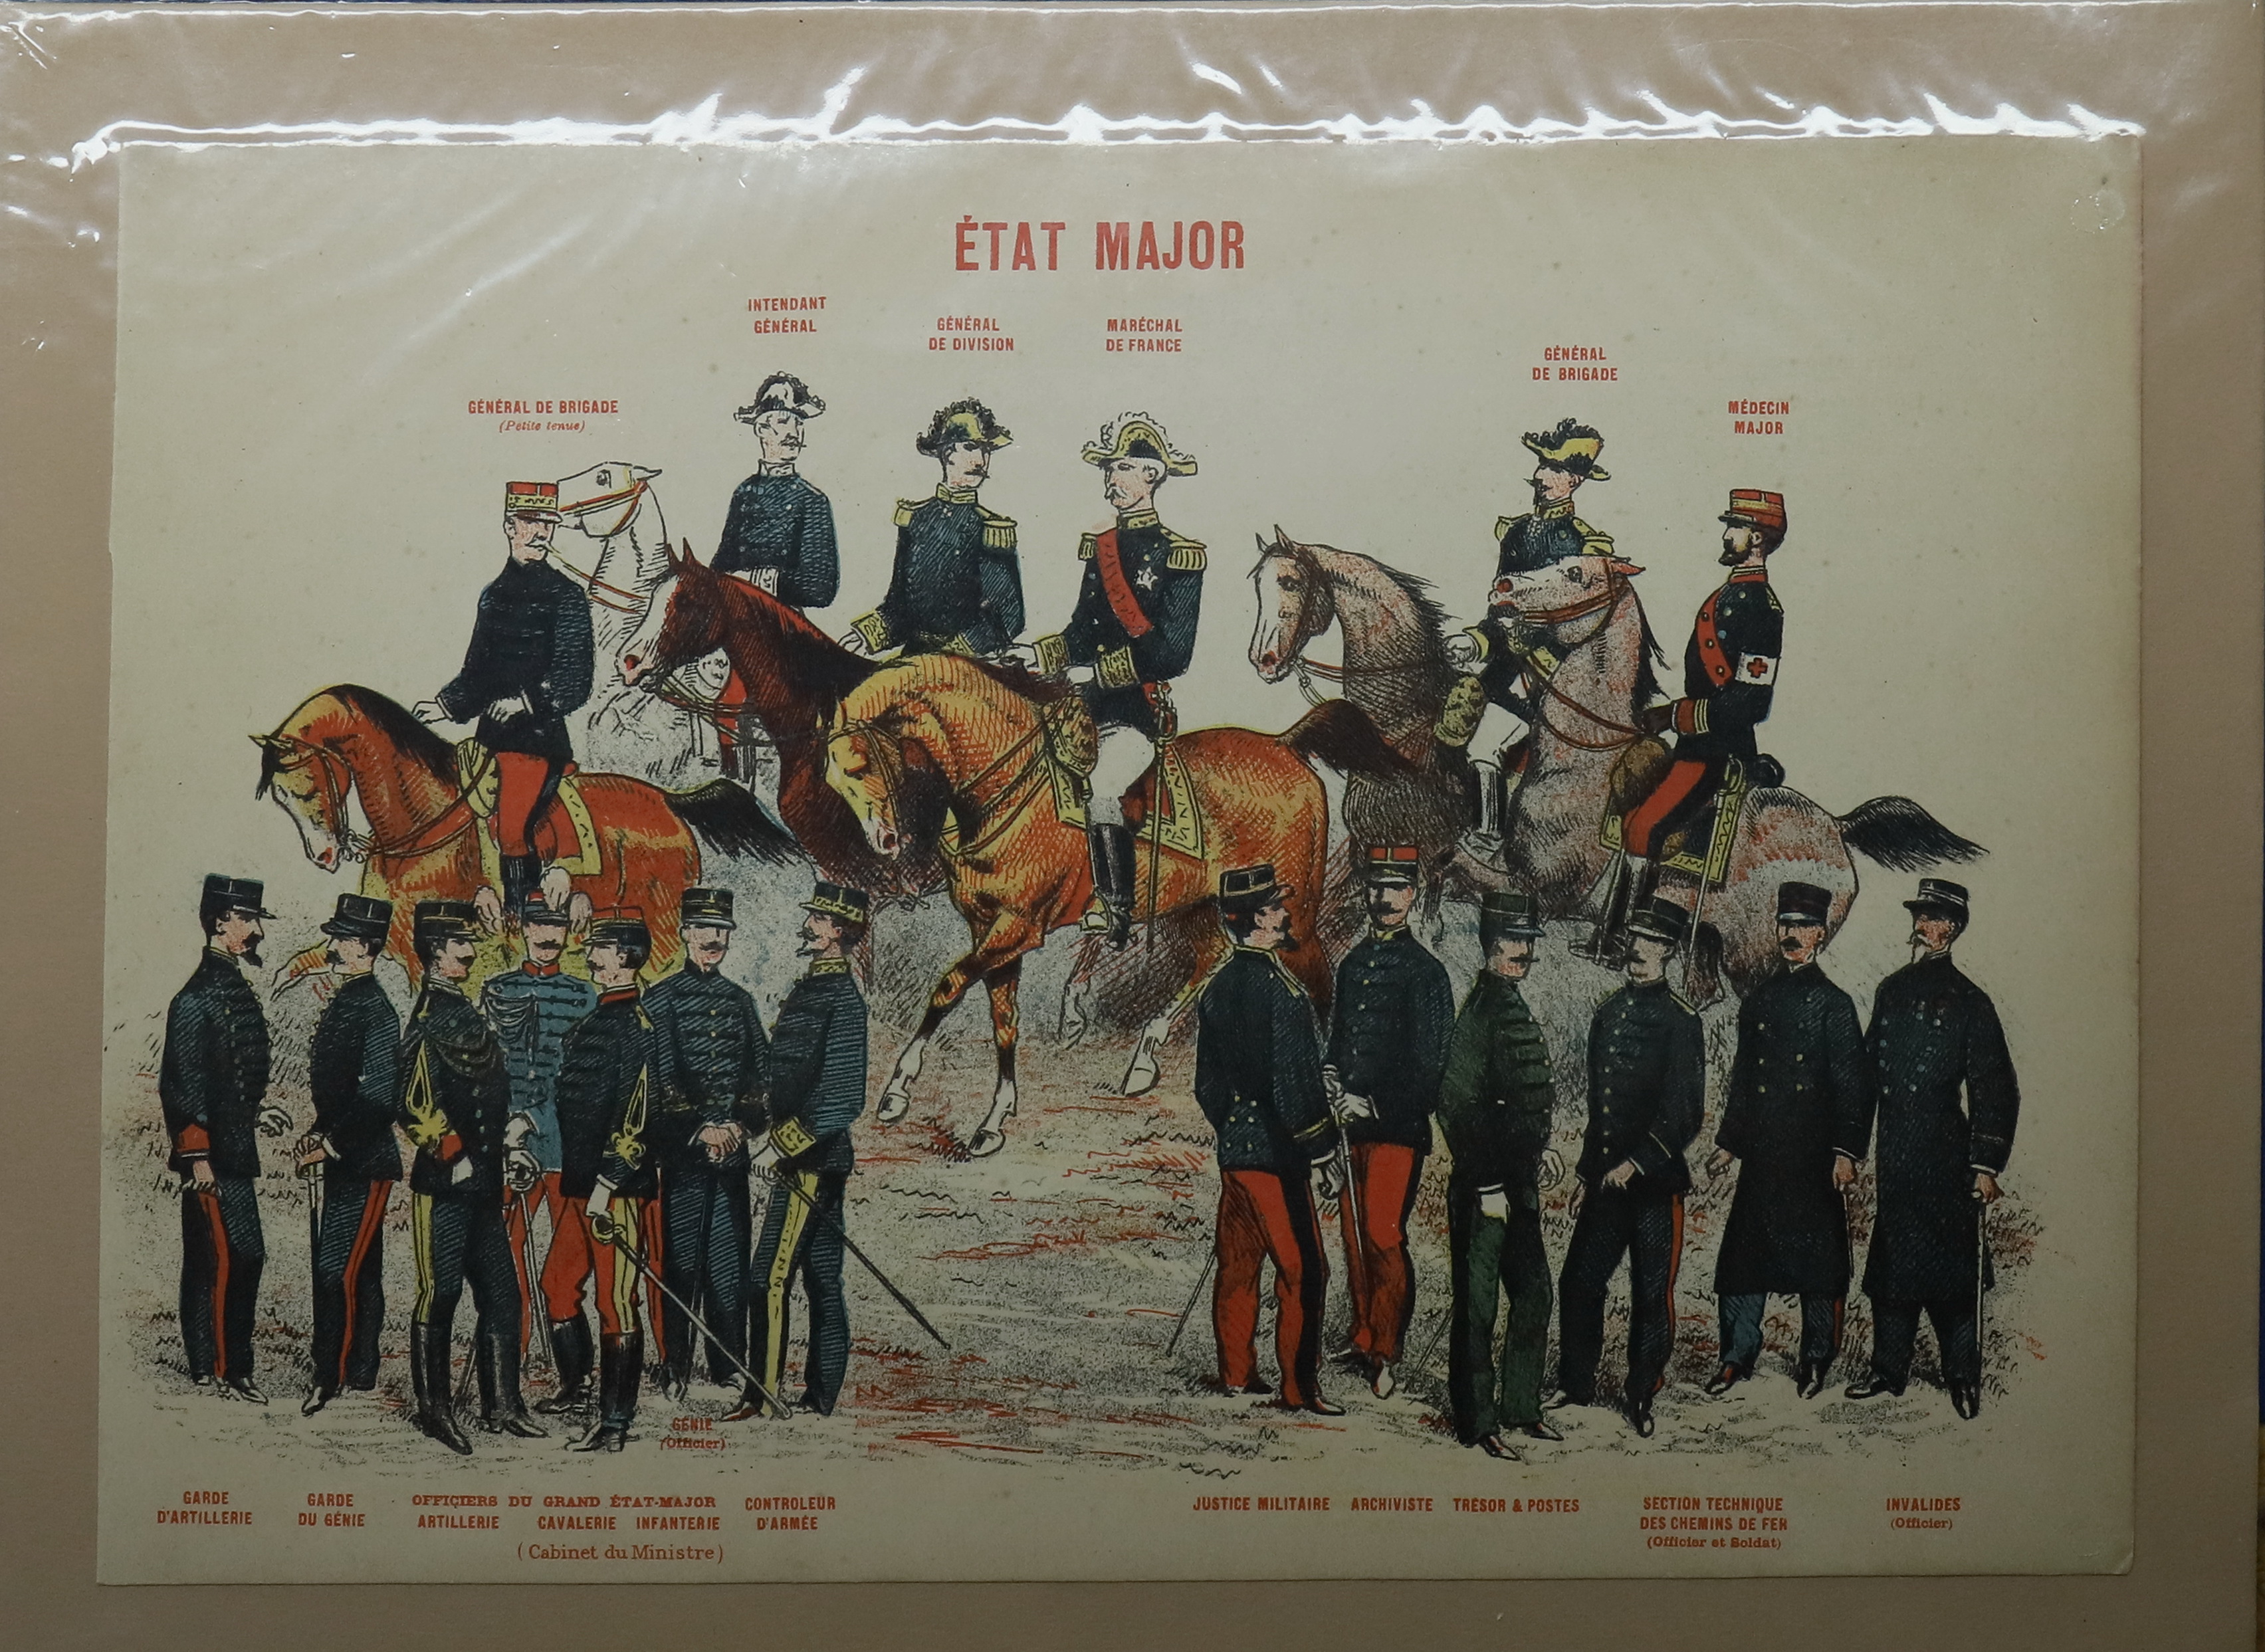 ÉTAT MAJOR
INTENDANT
GÉNÉRAL
GÉNÉRAL
DE DIVISION
MARÉCHAL
DE FRANCE
GÉNÉRAL
DE BRIGADE
GÉNÉRAL DE BRIGADE
(Petite tenue)
MÉDECIN
MAJOR
GÉNIE
(Officier)
GARDE
D'ARTILLERIE
GARDE
DU GÉNIE
OFFIÇIERS DU GRAND ÉTAT-MAJOR
ARTILLERIE CAVALERIE INFANTERIE
(Cabinet du Ministre)
CONTROLEUR
D'ARMÉE
JUSTICE MILITAIRE
ARCHIVISTE
TRÉSOR & POSTES
SECTION TECHNIQUE
DES CHEMINS DE FER
(Officier et Soldat)
INVALIDES
(Officier)